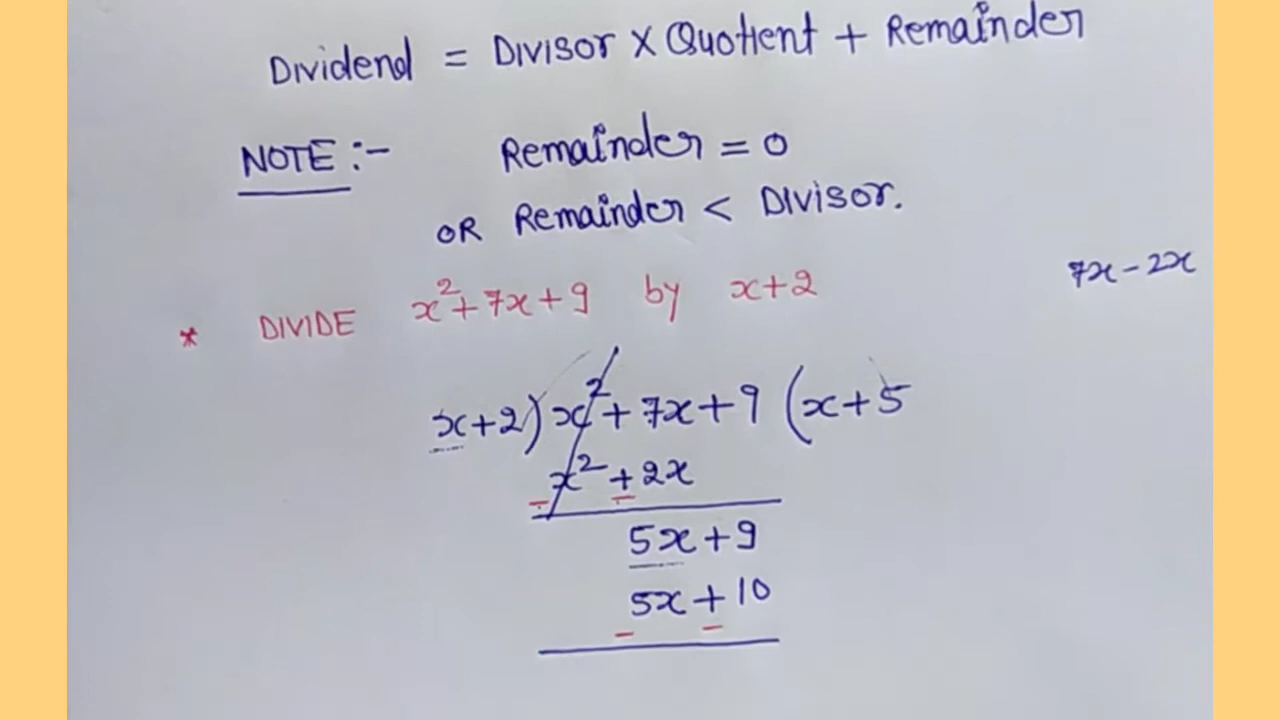 Dividend = Divisor × Quotient + Remainder
NOTE :- Remainder = 0
OR Remainder < Divisor.
7x - 2x
* DIVIDE x² + 7x + 9 by x + 2
x + 2 ) x² + 7x + 9 ( x + 5
x² + 2x
- -
5x + 9
5x + 10
- -